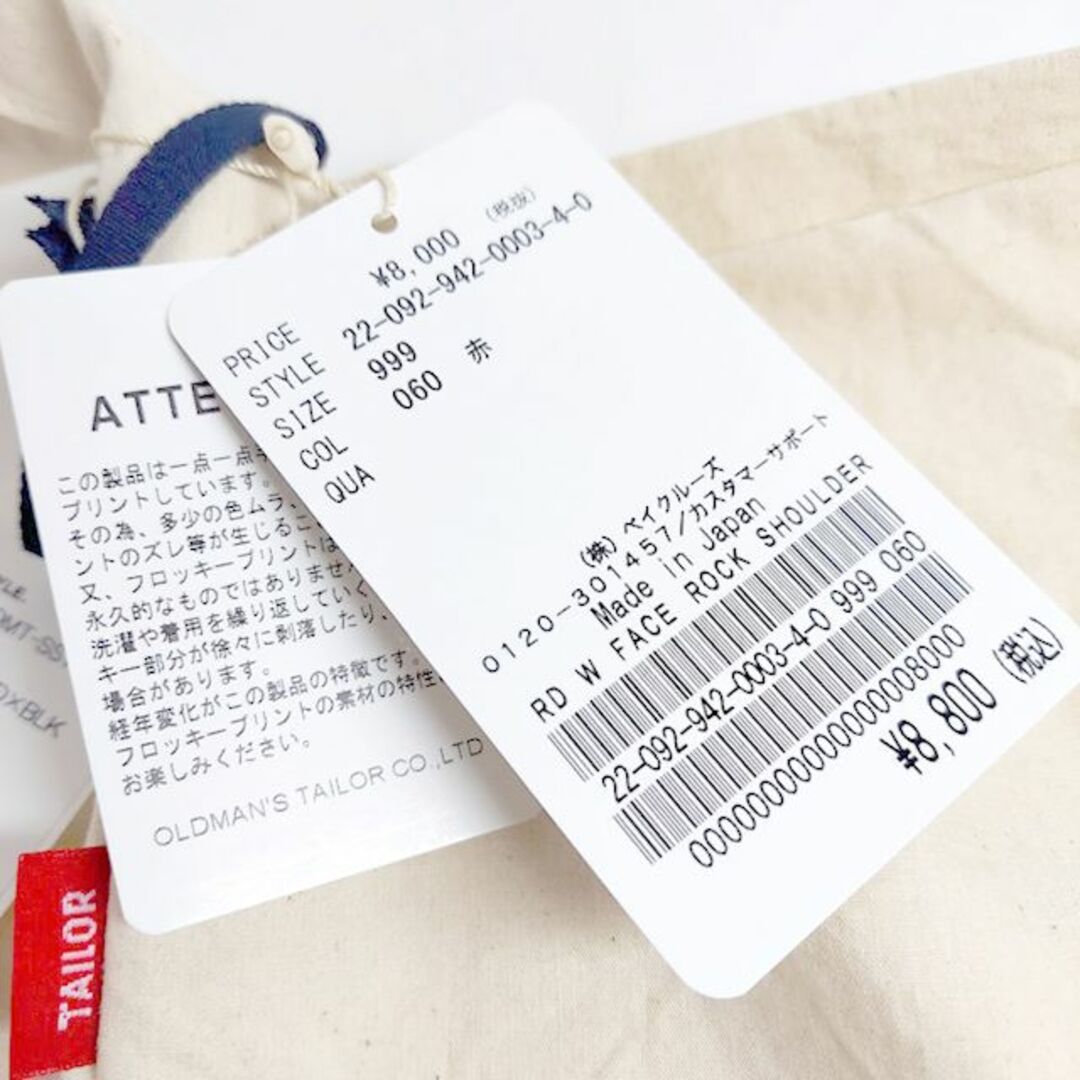 PRICE ¥8,000 (税抜)
STYLE 22-092-942-0003-4-0
SIZE 999
COL 060 赤
QUA
(株) ベイクルーズ
0120-301457/カスタマーサポート
Made in Japan
RD W FACE ROCK SHOULDER
22-092-942-0003-4-0 999 060
0000000000000000008000
¥8,800 (税込)
ATTE
この製品は一点一点手
プリントしています。
その為、多少の色ムラ、
ントのズレ等が生じるこ
又、フロッキープリントは
永久的なものではありません
洗濯や着用を繰り返していく
キー部分が徐々に剥落したり、
場合があります。
経年変化がこの製品の特徴です。
フロッキープリントの素材の特性、
お楽しみください。
OLDMAN'S TAILOR CO.,LTD
YLE
OMT-SS
XBLK
TAILOR